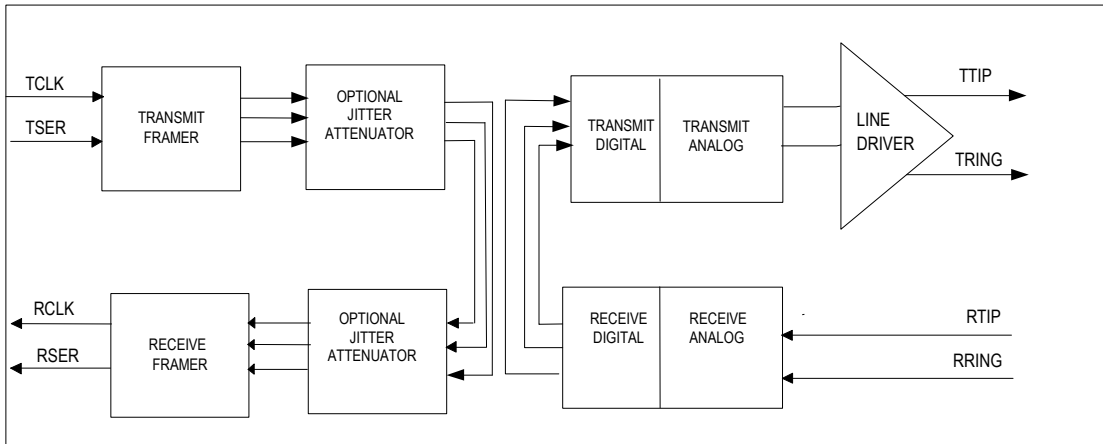 TCLK
TSER
TRANSMIT
FRAMER
OPTIONAL
JITTER
ATTENUATOR
TRANSMIT
DIGITAL
TRANSMIT
ANALOG
LINE
DRIVER
TTIP
TRING
RCLK
RSER
RECEIVE
FRAMER
OPTIONAL
JITTER
ATTENUATOR
RECEIVE
DIGITAL
RECEIVE
ANALOG
RTIP
RRING